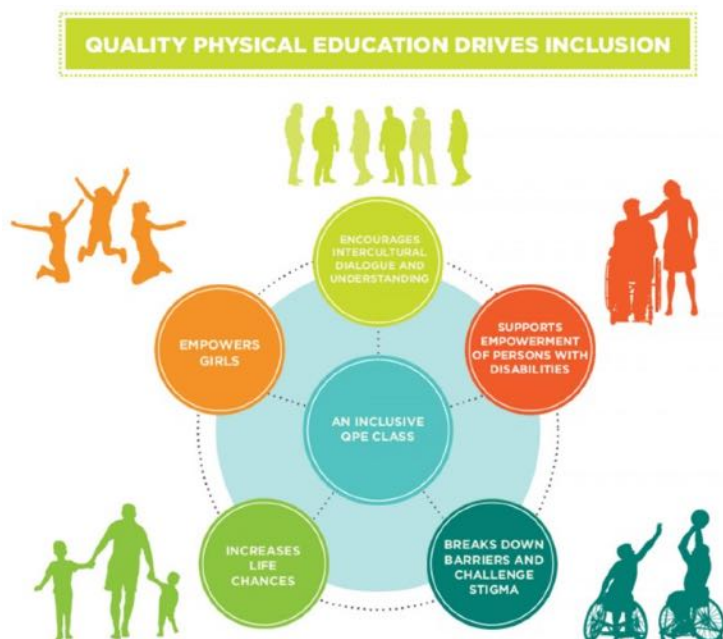 QUALITY PHYSICAL EDUCATION DRIVES INCLUSION
ENCOURAGES
INTERCULTURAL
DIALOGUE AND
UNDERSTANDING
EMPOWERS
GIRLS
SUPPORTS
EMPOWERMENT
OF PERSONS WITH
DISABILITIES
AN INCLUSIVE
QPE CLASS
INCREASES
LIFE
CHANCES
BREAKS DOWN
BARRIERS AND
CHALLENGE
STIGMA